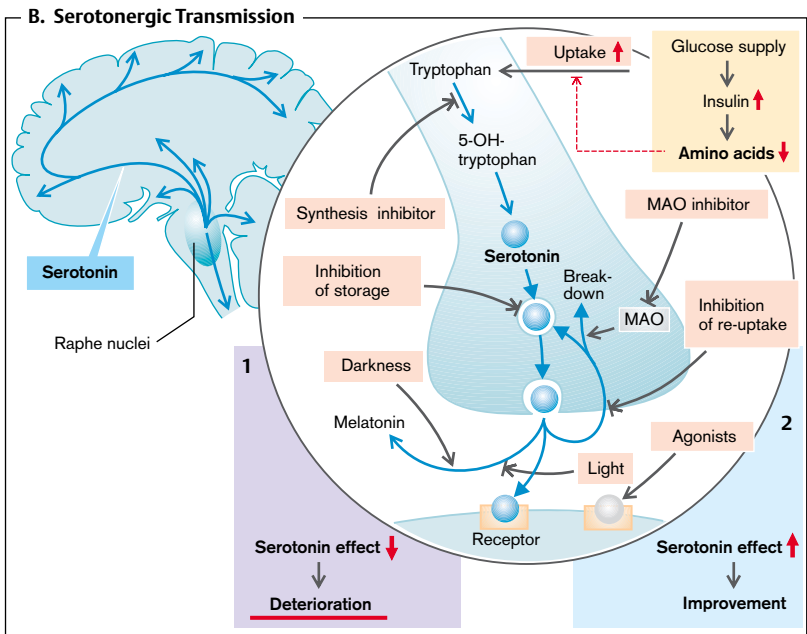 B. Serotonergic Transmission
Uptake
Glucose supply
Tryptophan
Insulin
Amino acids
5-OH-
tryptophan
Synthesis inhibitor
MAO inhibitor
Serotonin
Serotonin
Inhibition
of storage
Break-
down
MAO
Inhibition
of re-uptake
Raphe nuclei
1
Darkness
2
Melatonin
Agonists
Light
Receptor
Serotonin effect
Deterioration
Serotonin effect
Improvement